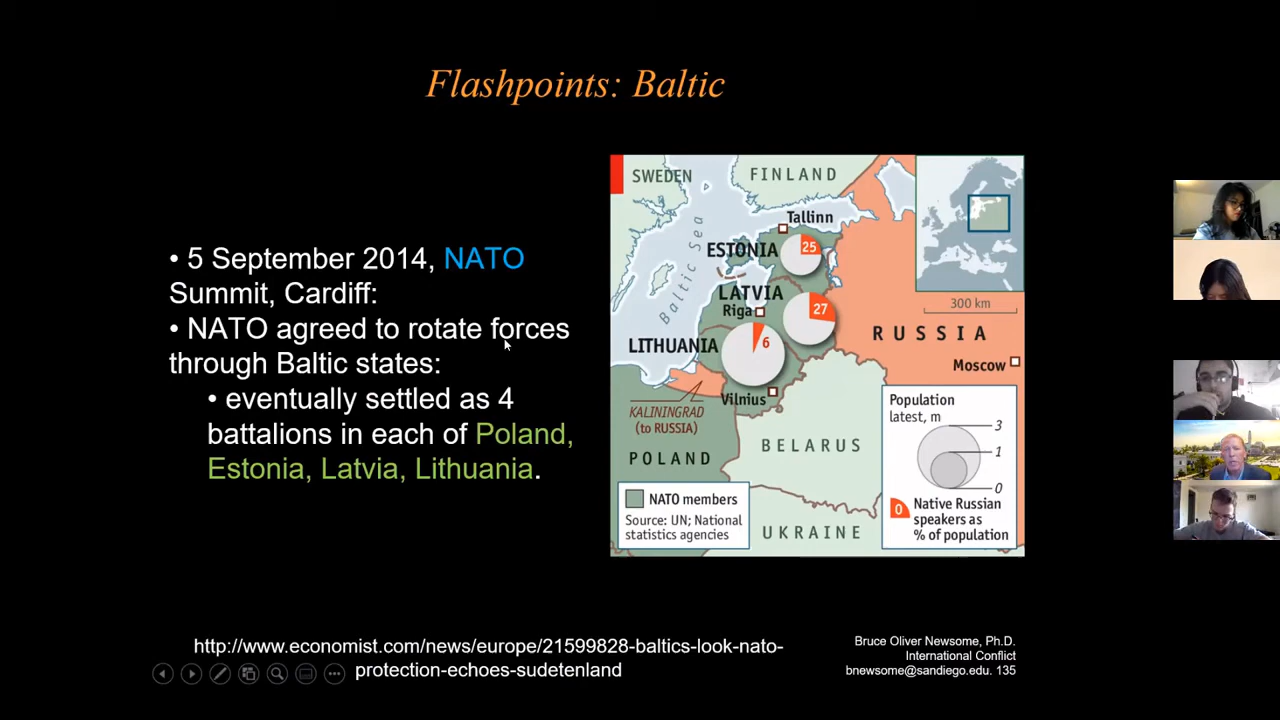 Flashpoints: Baltic
• 5 September 2014, NATO
Summit, Cardiff:
• NATO agreed to rotate forces
through Baltic states:
• eventually settled as 4
battalions in each of Poland,
Estonia, Latvia, Lithuania.
SWEDEN
FINLAND
Tallinn
Baltic Sea
ESTONIA
25
LATVIA
Riga
27
300 km
RUSSIA
LITHUANIA
6
Moscow
Vilnius
KALININGRAD
(to RUSSIA)
POLAND
BELARUS
UKRAINE
Population
latest, m
3
1
0
0
Native Russian
speakers as
% of population
NATO members
Source: UN; National
statistics agencies
http://www.economist.com/news/europe/21599828-baltics-look-nato-
protection-echoes-sudetenland
Bruce Oliver Newsome, Ph.D.
International Conflict
bnewsome@sandiego.edu. 135